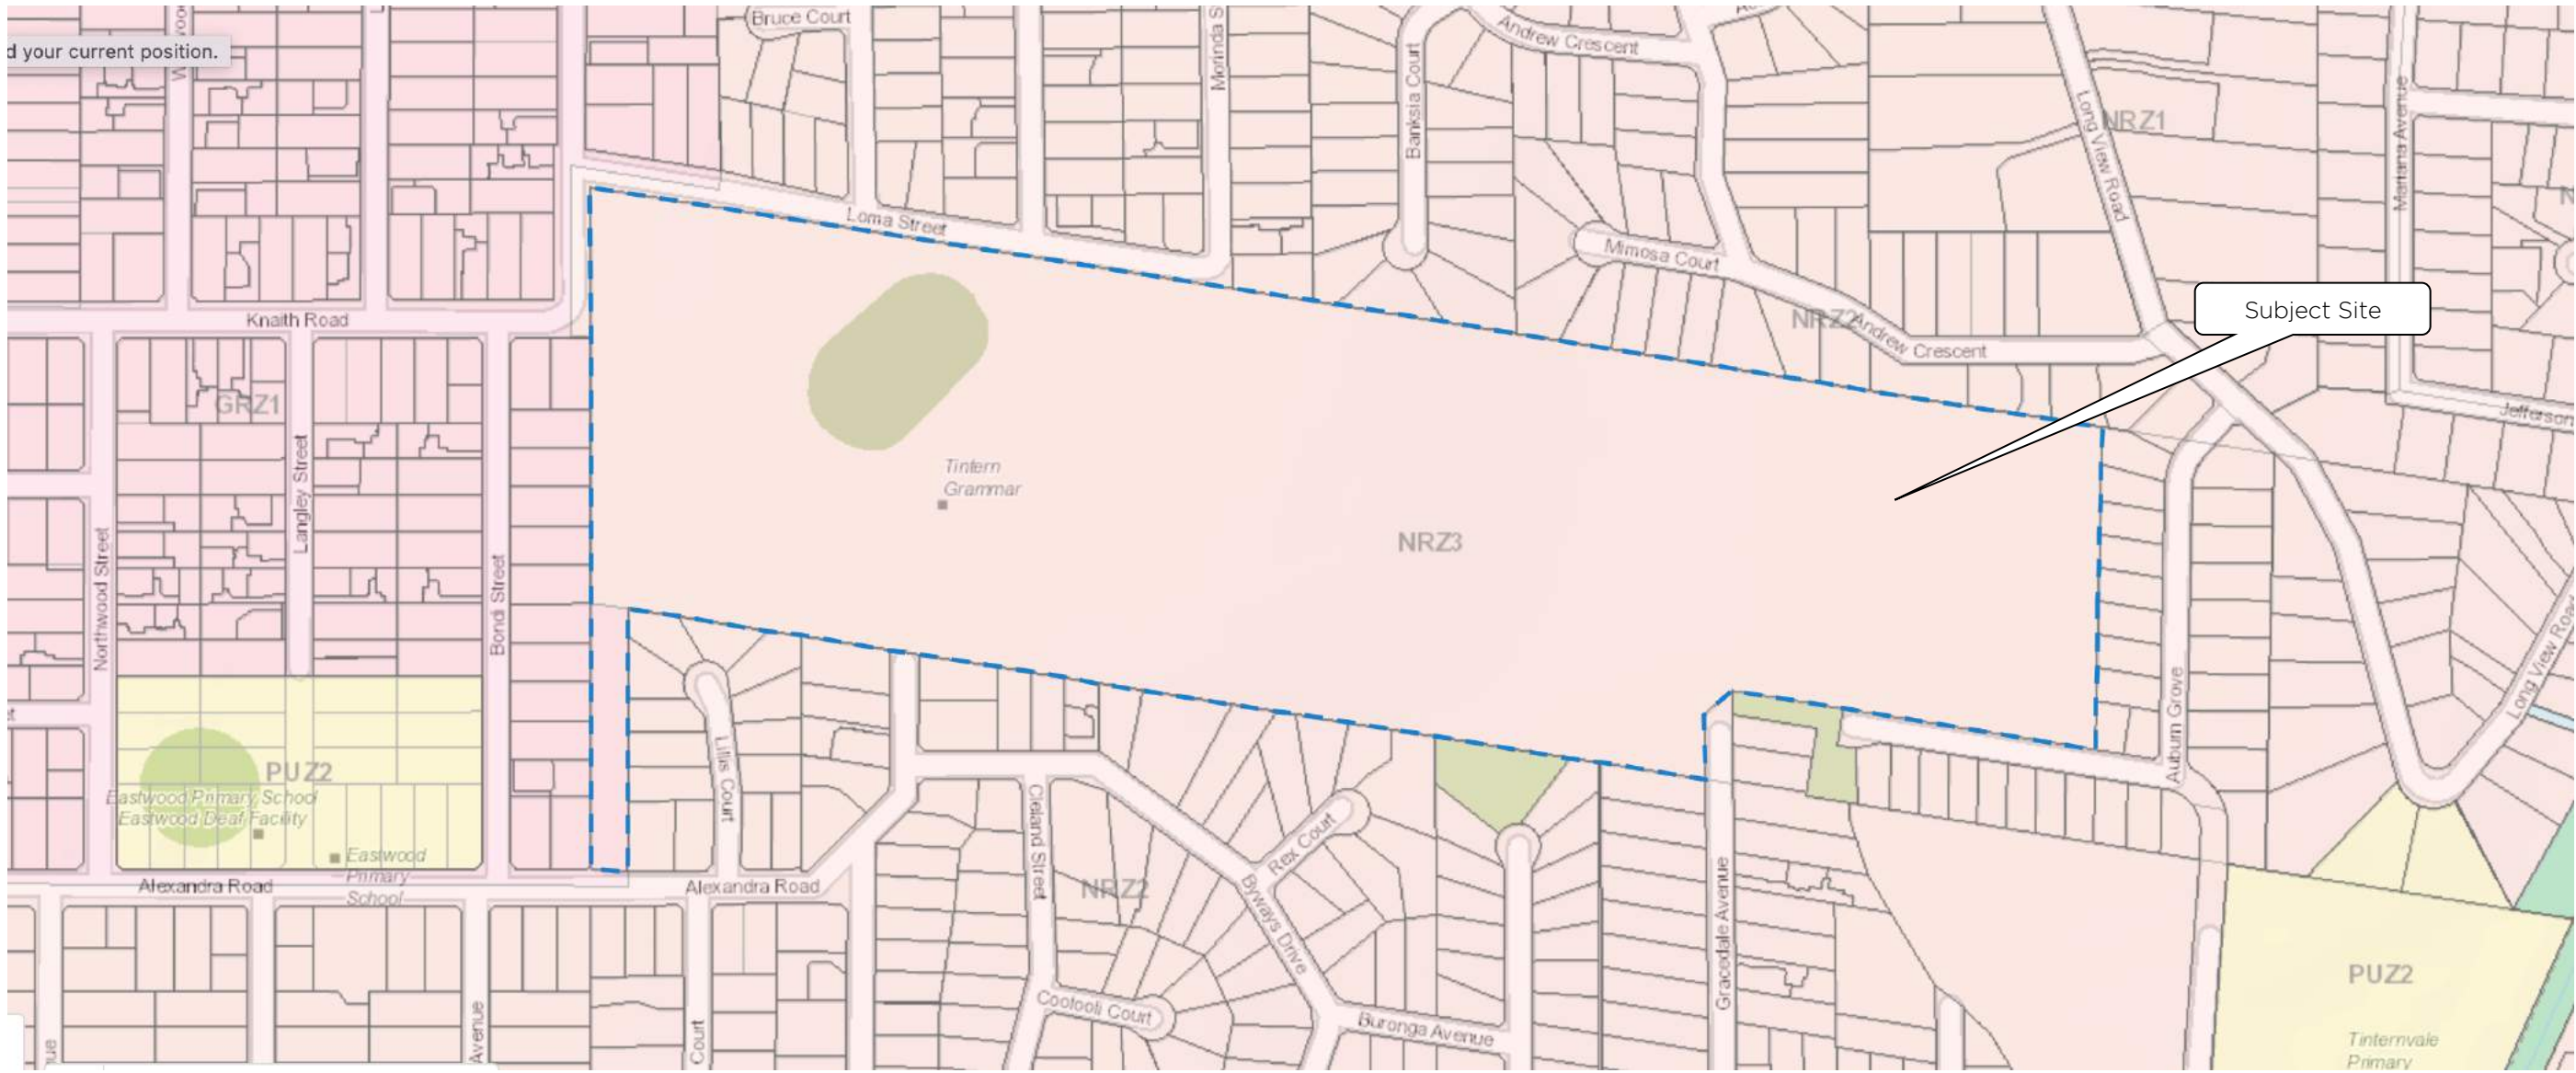 Bruce Court
Andrew Crescent
d your current position.
Morinda S
Banksia Court
Long View Road
NRZ1
Mariana Avenue
Loma Street
Mimosa Court
Subject Site
Knaith Road
NRZ2
Andrew Crescent
GRZ1
Jefferson
Langley Street
Tintern
Grammar
NRZ3
Northwood Street
Bondi Street
Long View Road
Auburn Grove
Lillis Court
PUZ2
Eastwood Primary School
Eastwood Deaf Facility
Cleland Street
Rex Court
Eastwood
Primary
School
Alexandra Road
Alexandra Road
NRZ2
Byways Drive
Gracedale Avenue
PUZ2
Cootooli Court
Buronga Avenue
Tinternvale
Primary
ue
Avenue
Court